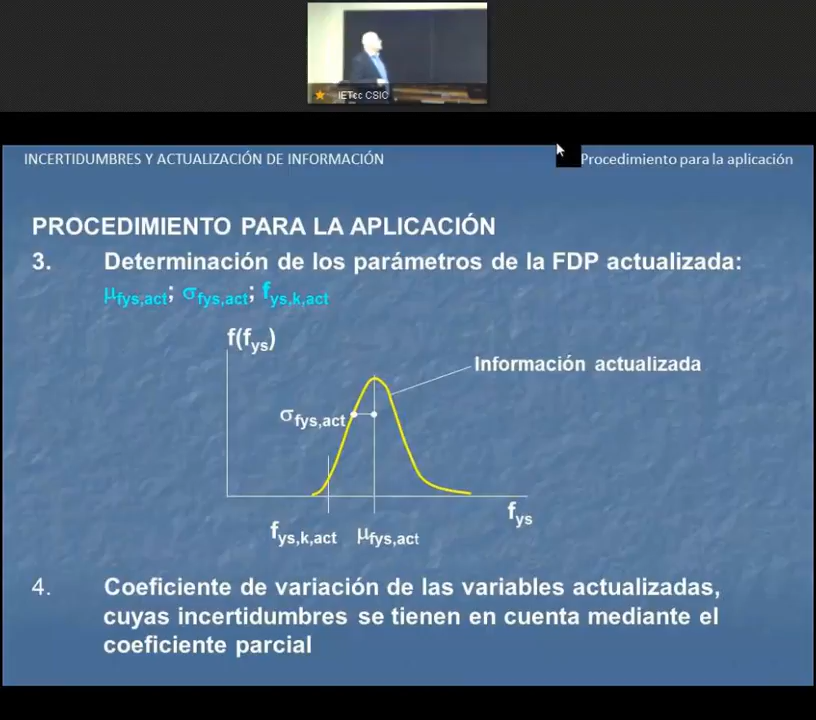 IETcc CSIC
INCERTIDUMBRES Y ACTUALIZACIÓN DE INFORMACIÓN
Procedimiento para la aplicación
PROCEDIMIENTO PARA LA APLICACIÓN
3. Determinación de los parámetros de la FDP actualizada:
μfys,act; σfys,act; fys,k,act
f(fys)
Información actualizada
σfys,act
fys
fys,k,act μfys,act
4. Coeficiente de variación de las variables actualizadas,
cuyas incertidumbres se tienen en cuenta mediante el
coeficiente parcial